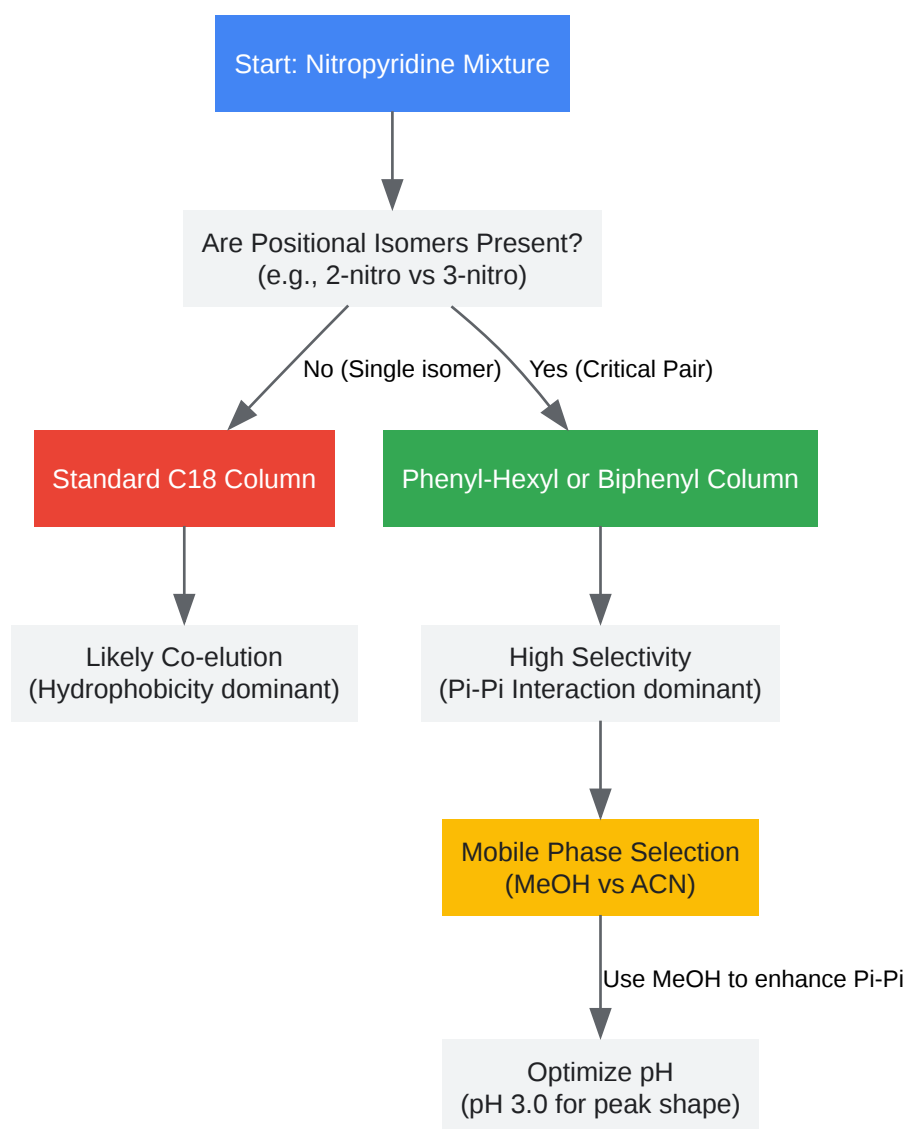 Start: Nitropyridine Mixture
Are Positional Isomers Present?
(e.g., 2-nitro vs 3-nitro)
No (Single isomer)
Yes (Critical Pair)
Standard C18 Column
Phenyl-Hexyl or Biphenyl Column
Likely Co-elution
(Hydrophobicity dominant)
High Selectivity
(Pi-Pi Interaction dominant)
Mobile Phase Selection
(MeOH vs ACN)
Use MeOH to enhance Pi-Pi
Optimize pH
(pH 3.0 for peak shape)